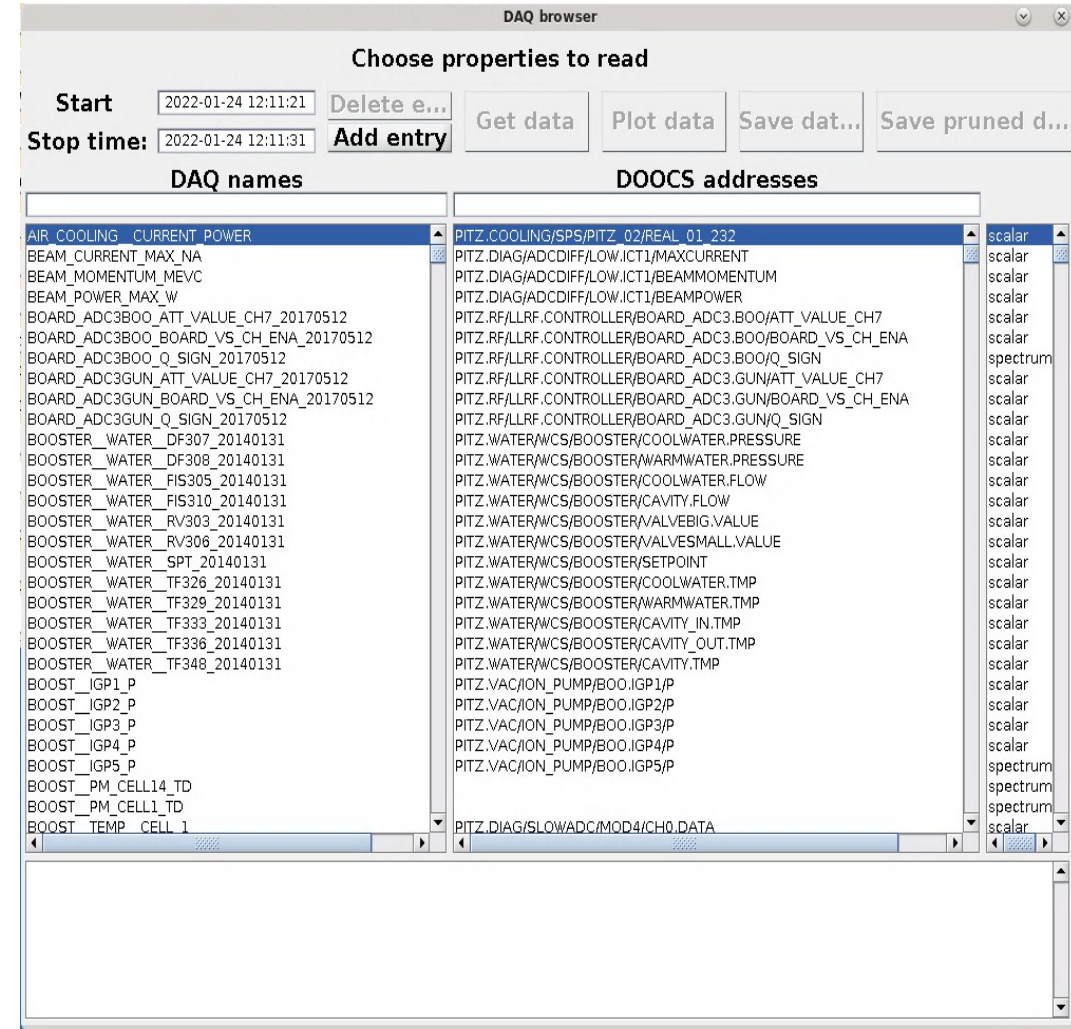 DAQ browser
Choose properties to read
Start 2022-01-24 12:11:21 Delete e... Get data Plot data Save dat... Save pruned d...
Stop time: 2022-01-24 12:11:31 Add entry
DAQ names DOOCS addresses
AIR_COOLING__CURRENT_POWER PITZ.COOLING/SPS/PITZ_02/REAL_01_232 scalar
BEAM_CURRENT_MAX_NA PITZ.DIAG/ADCDIFF/LOW.ICT1/MAXCURRENT scalar
BEAM_MOMENTUM_MEVC PITZ.DIAG/ADCDIFF/LOW.ICT1/BEAMMOMENTUM scalar
BEAM_POWER_MAX_W PITZ.DIAG/ADCDIFF/LOW.ICT1/BEAMPOWER scalar
BOARD_ADC3BOO_ATT_VALUE_CH7_20170512 PITZ.RF/LLRF.CONTROLLER/BOARD_ADC3.BOO/ATT_VALUE_CH7 scalar
BOARD_ADC3BOO_BOARD_VS_CH_ENA_20170512 PITZ.RF/LLRF.CONTROLLER/BOARD_ADC3.BOO/BOARD_VS_CH_ENA scalar
BOARD_ADC3BOO_Q_SIGN_20170512 PITZ.RF/LLRF.CONTROLLER/BOARD_ADC3.BOO/Q_SIGN spectrum
BOARD_ADC3GUN_ATT_VALUE_CH7_20170512 PITZ.RF/LLRF.CONTROLLER/BOARD_ADC3.GUN/ATT_VALUE_CH7 scalar
BOARD_ADC3GUN_BOARD_VS_CH_ENA_20170512 PITZ.RF/LLRF.CONTROLLER/BOARD_ADC3.GUN/BOARD_VS_CH_ENA scalar
BOARD_ADC3GUN_Q_SIGN_20170512 PITZ.RF/LLRF.CONTROLLER/BOARD_ADC3.GUN/Q_SIGN scalar
BOOSTER__WATER__DF307_20140131 PITZ.WATER/WCS/BOOSTER/COOLWATER.PRESSURE scalar
BOOSTER__WATER__DF308_20140131 PITZ.WATER/WCS/BOOSTER/WARMWATER.PRESSURE scalar
BOOSTER__WATER__FIS305_20140131 PITZ.WATER/WCS/BOOSTER/COOLWATER.FLOW scalar
BOOSTER__WATER__FIS310_20140131 PITZ.WATER/WCS/BOOSTER/CAVITY.FLOW scalar
BOOSTER__WATER__RV303_20140131 PITZ.WATER/WCS/BOOSTER/VALVEBIG.VALUE scalar
BOOSTER__WATER__RV306_20140131 PITZ.WATER/WCS/BOOSTER/VALVESMALL.VALUE scalar
BOOSTER__WATER__SPT_20140131 PITZ.WATER/WCS/BOOSTER/SETPOINT scalar
BOOSTER__WATER__TF326_20140131 PITZ.WATER/WCS/BOOSTER/COOLWATER.TMP scalar
BOOSTER__WATER__TF329_20140131 PITZ.WATER/WCS/BOOSTER/WARMWATER.TMP scalar
BOOSTER__WATER__TF333_20140131 PITZ.WATER/WCS/BOOSTER/CAVITY_IN.TMP scalar
BOOSTER__WATER__TF336_20140131 PITZ.WATER/WCS/BOOSTER/CAVITY_OUT.TMP scalar
BOOSTER__WATER__TF348_20140131 PITZ.WATER/WCS/BOOSTER/CAVITY.TMP scalar
BOOST__IGP1_P PITZ.VAC/ION_PUMP/BOO.IGP1/P scalar
BOOST__IGP2_P PITZ.VAC/ION_PUMP/BOO.IGP2/P scalar
BOOST__IGP3_P PITZ.VAC/ION_PUMP/BOO.IGP3/P scalar
BOOST__IGP4_P PITZ.VAC/ION_PUMP/BOO.IGP4/P scalar
BOOST__IGP5_P PITZ.VAC/ION_PUMP/BOO.IGP5/P spectrum
BOOST__PM_CELL14_TD spectrum
BOOST__PM_CELL1_TD spectrum
BOOST__TEMP__CELL_1 PITZ.DIAG/SLOWADC/MOD4/CH0.DATA scalar